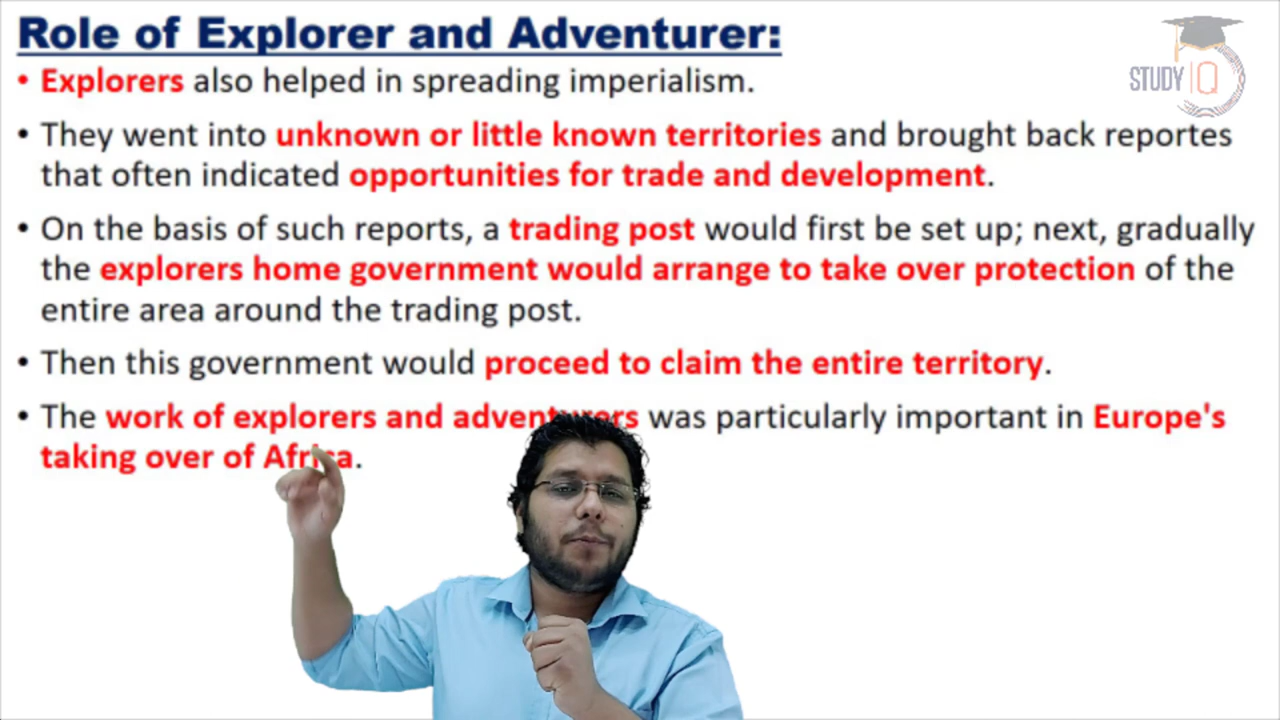 Role of Explorer and Adventurer:
STUDY IQ
• Explorers also helped in spreading imperialism.
• They went into unknown or little known territories and brought back reportes
that often indicated opportunities for trade and development.
• On the basis of such reports, a trading post would first be set up; next, gradually
the explorers home government would arrange to take over protection of the
entire area around the trading post.
• Then this government would proceed to claim the entire territory.
• The work of explorers and adventurers was particularly important in Europe's
taking over of Africa.